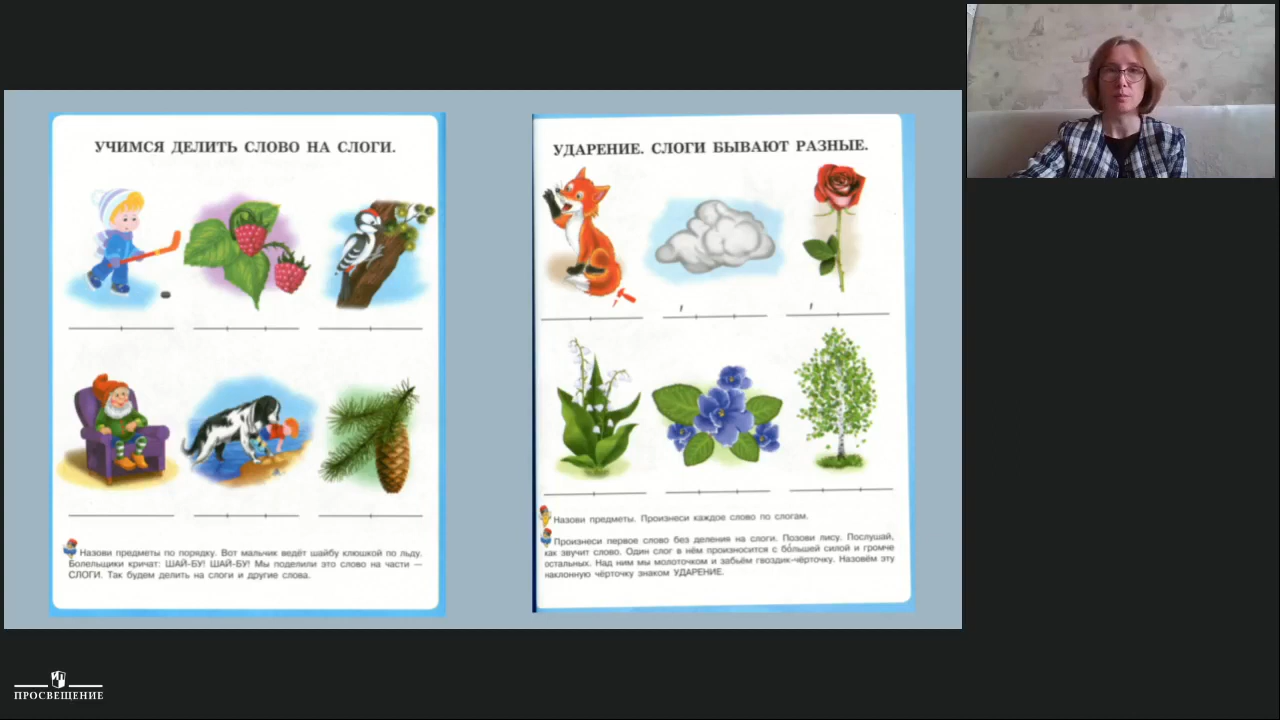 УЧИМСЯ ДЕЛИТЬ СЛОВО НА СЛОГИ.
Назови предметы по порядку. Вот мальчик ведёт шайбу клюшкой по льду.
Болельщики кричат: ШАЙ-БУ! ШАЙ-БУ! Мы поделили это слово на части —
СЛОГИ. Так будем делить на слоги и другие слова.
УДАРЕНИЕ. СЛОГИ БЫВАЮТ РАЗНЫЕ.
Назови предметы. Произнеси каждое слово по слогам.
Произнеси первое слово без деления на слоги. Позови лису. Послушай,
как звучит слово. Один слог в нём произносится с бо́льшей силой и громче
остальных. Над ним мы молоточком и забьём гвоздик-чёрточку. Назовём эту
наклонную чёрточку знаком УДАРЕНИЕ.
ПРОСВЕЩЕНИЕ